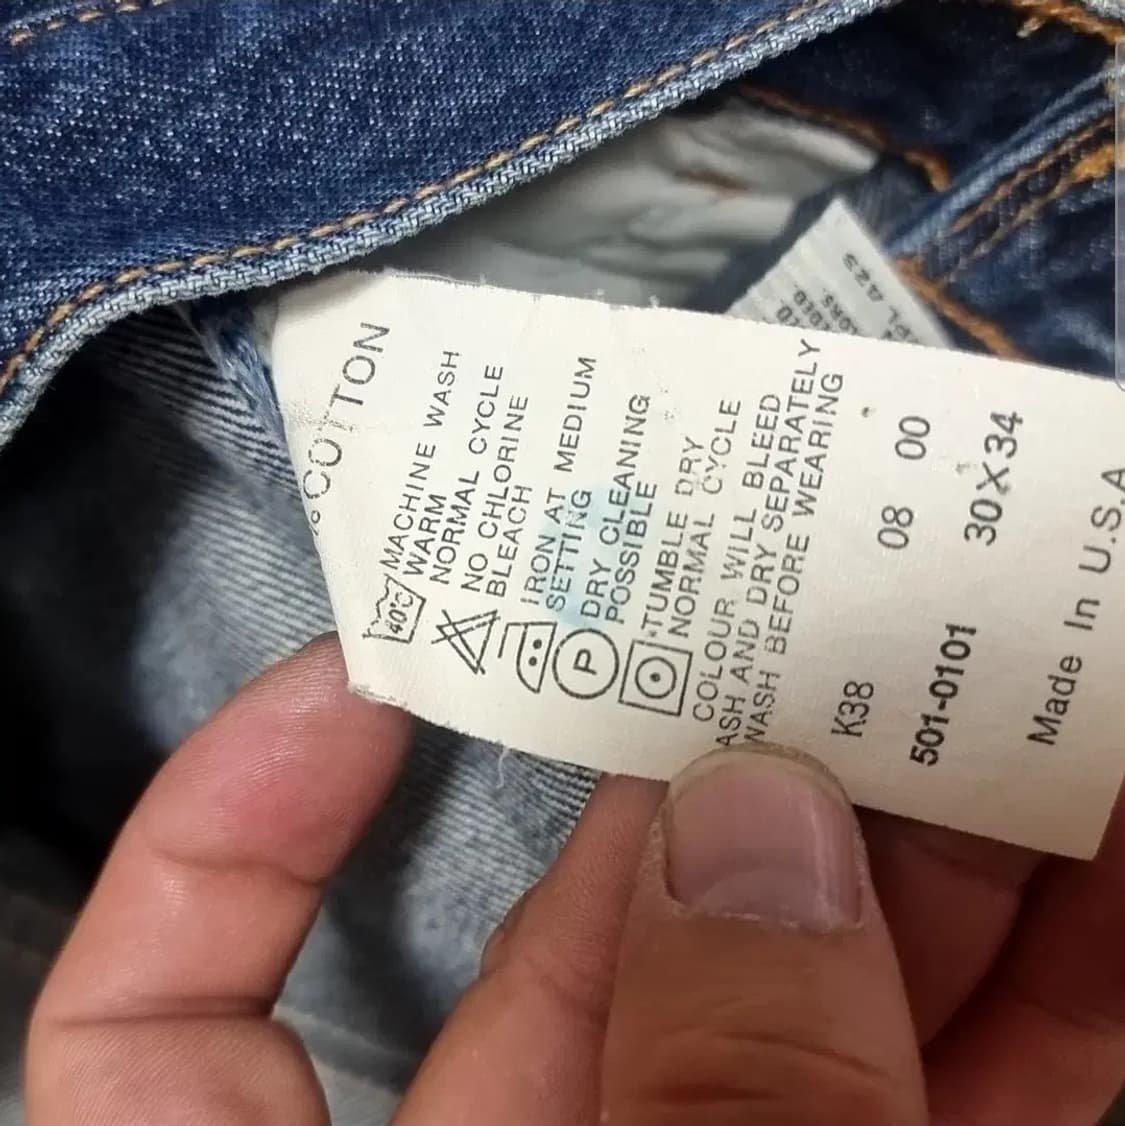 % COTTON
40°C
MACHINE WASH
WARM
NORMAL CYCLE
NO CHLORINE
BLEACH
IRON AT MEDIUM
SETTING
P
DRY CLEANING
POSSIBLE
TUMBLE DRY
NORMAL CYCLE
COLOUR WILL BLEED
ASH AND DRY SEPARATELY
WASH BEFORE WEARING
K38 08 00
501-0101 30X34
Made In U.S.A
423